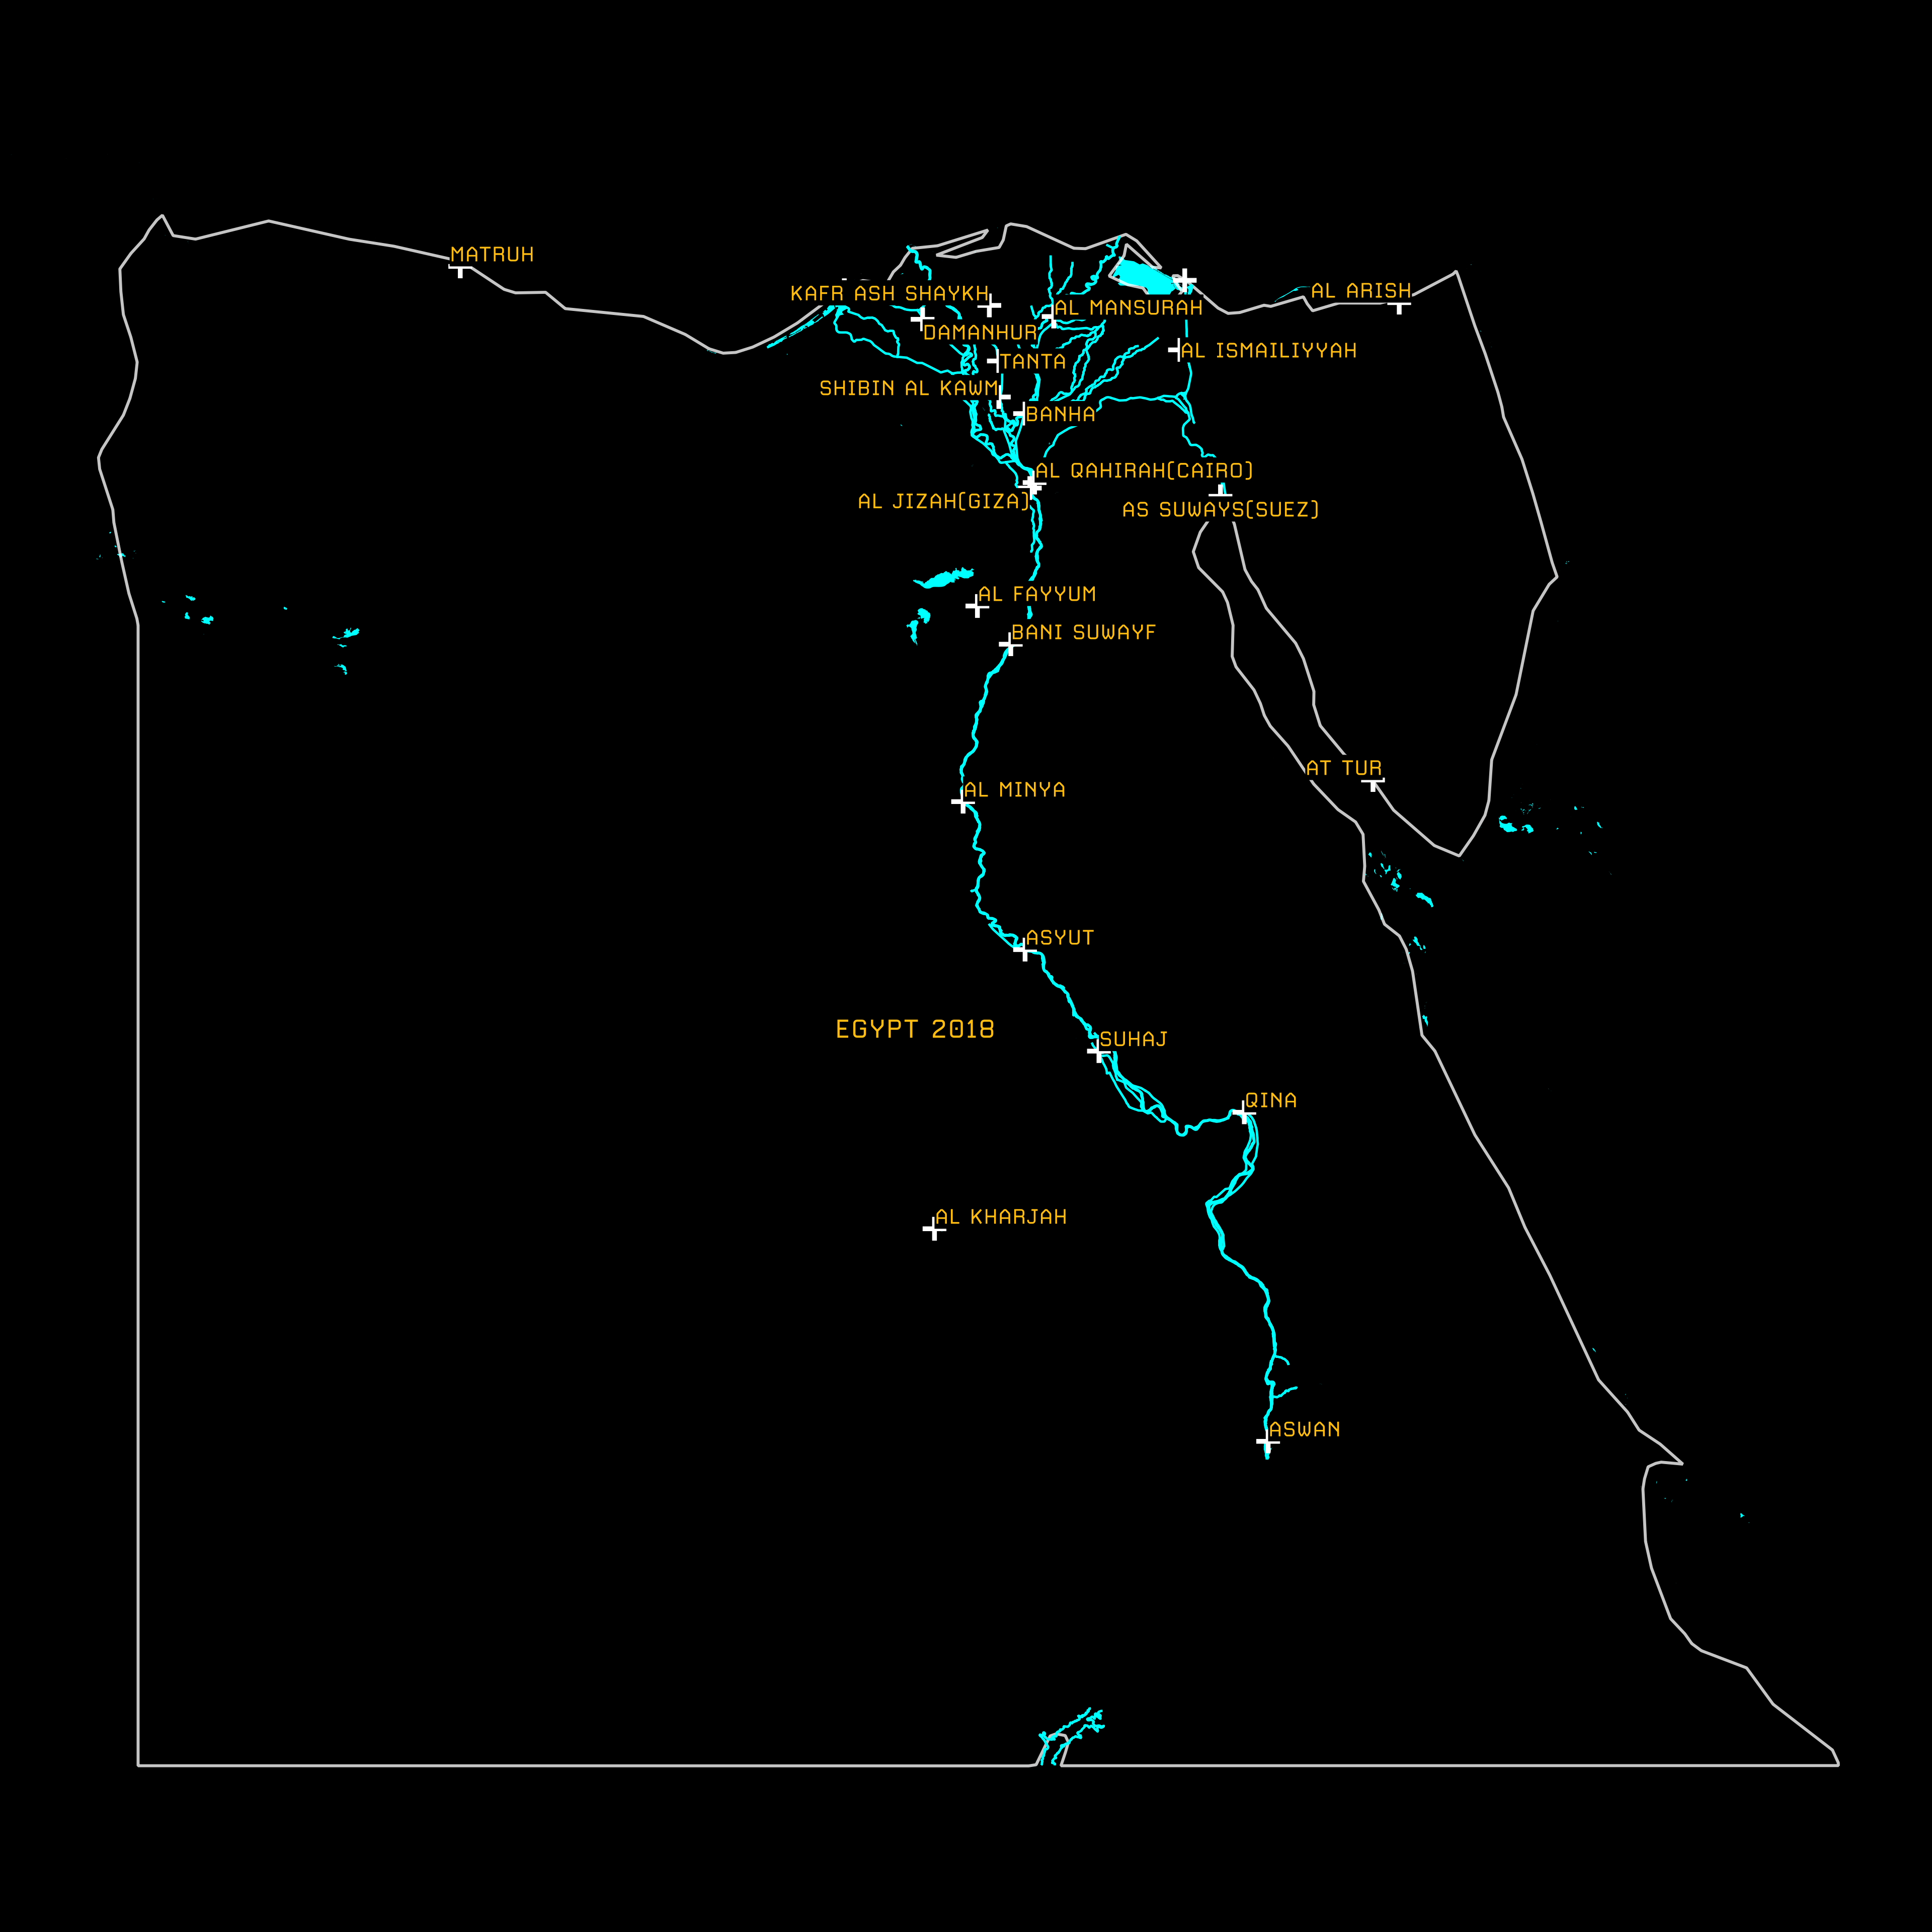 MATRUH
KAFR ASH SHAYKH
AL ARISH
AL MANSURAH
DAMANHUR
AL ISMAILIYYAH
TANTA
SHIBIN AL KAWM
BANHA
AL QAHIRAH(CAIRO)
AL JIZAH(GIZA)
AS SUWAYS(SUEZ)
AL FAYYUM
BANI SUWAYF
AT TUR
AL MINYA
ASYUT
EGYPT 2018
SUHAJ
QINA
AL KHARJAH
ASWAN